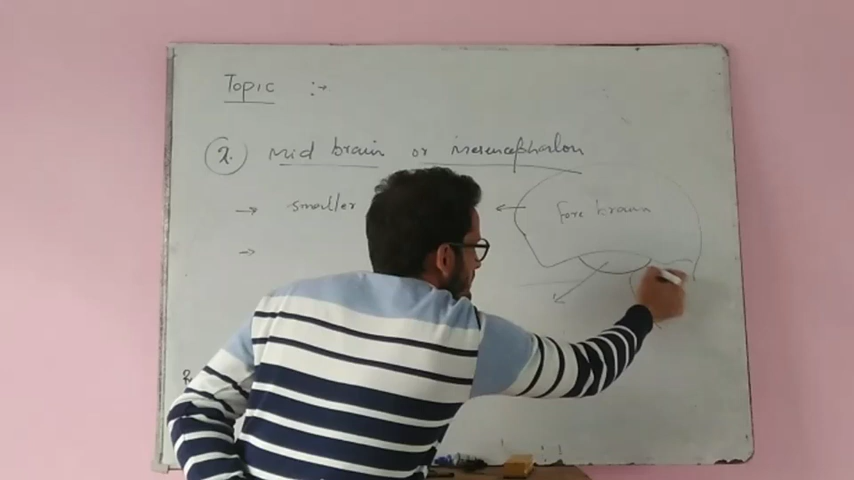 Topic :→
2. Mid brain or mesencephalon
→ smaller
← fore brain
→